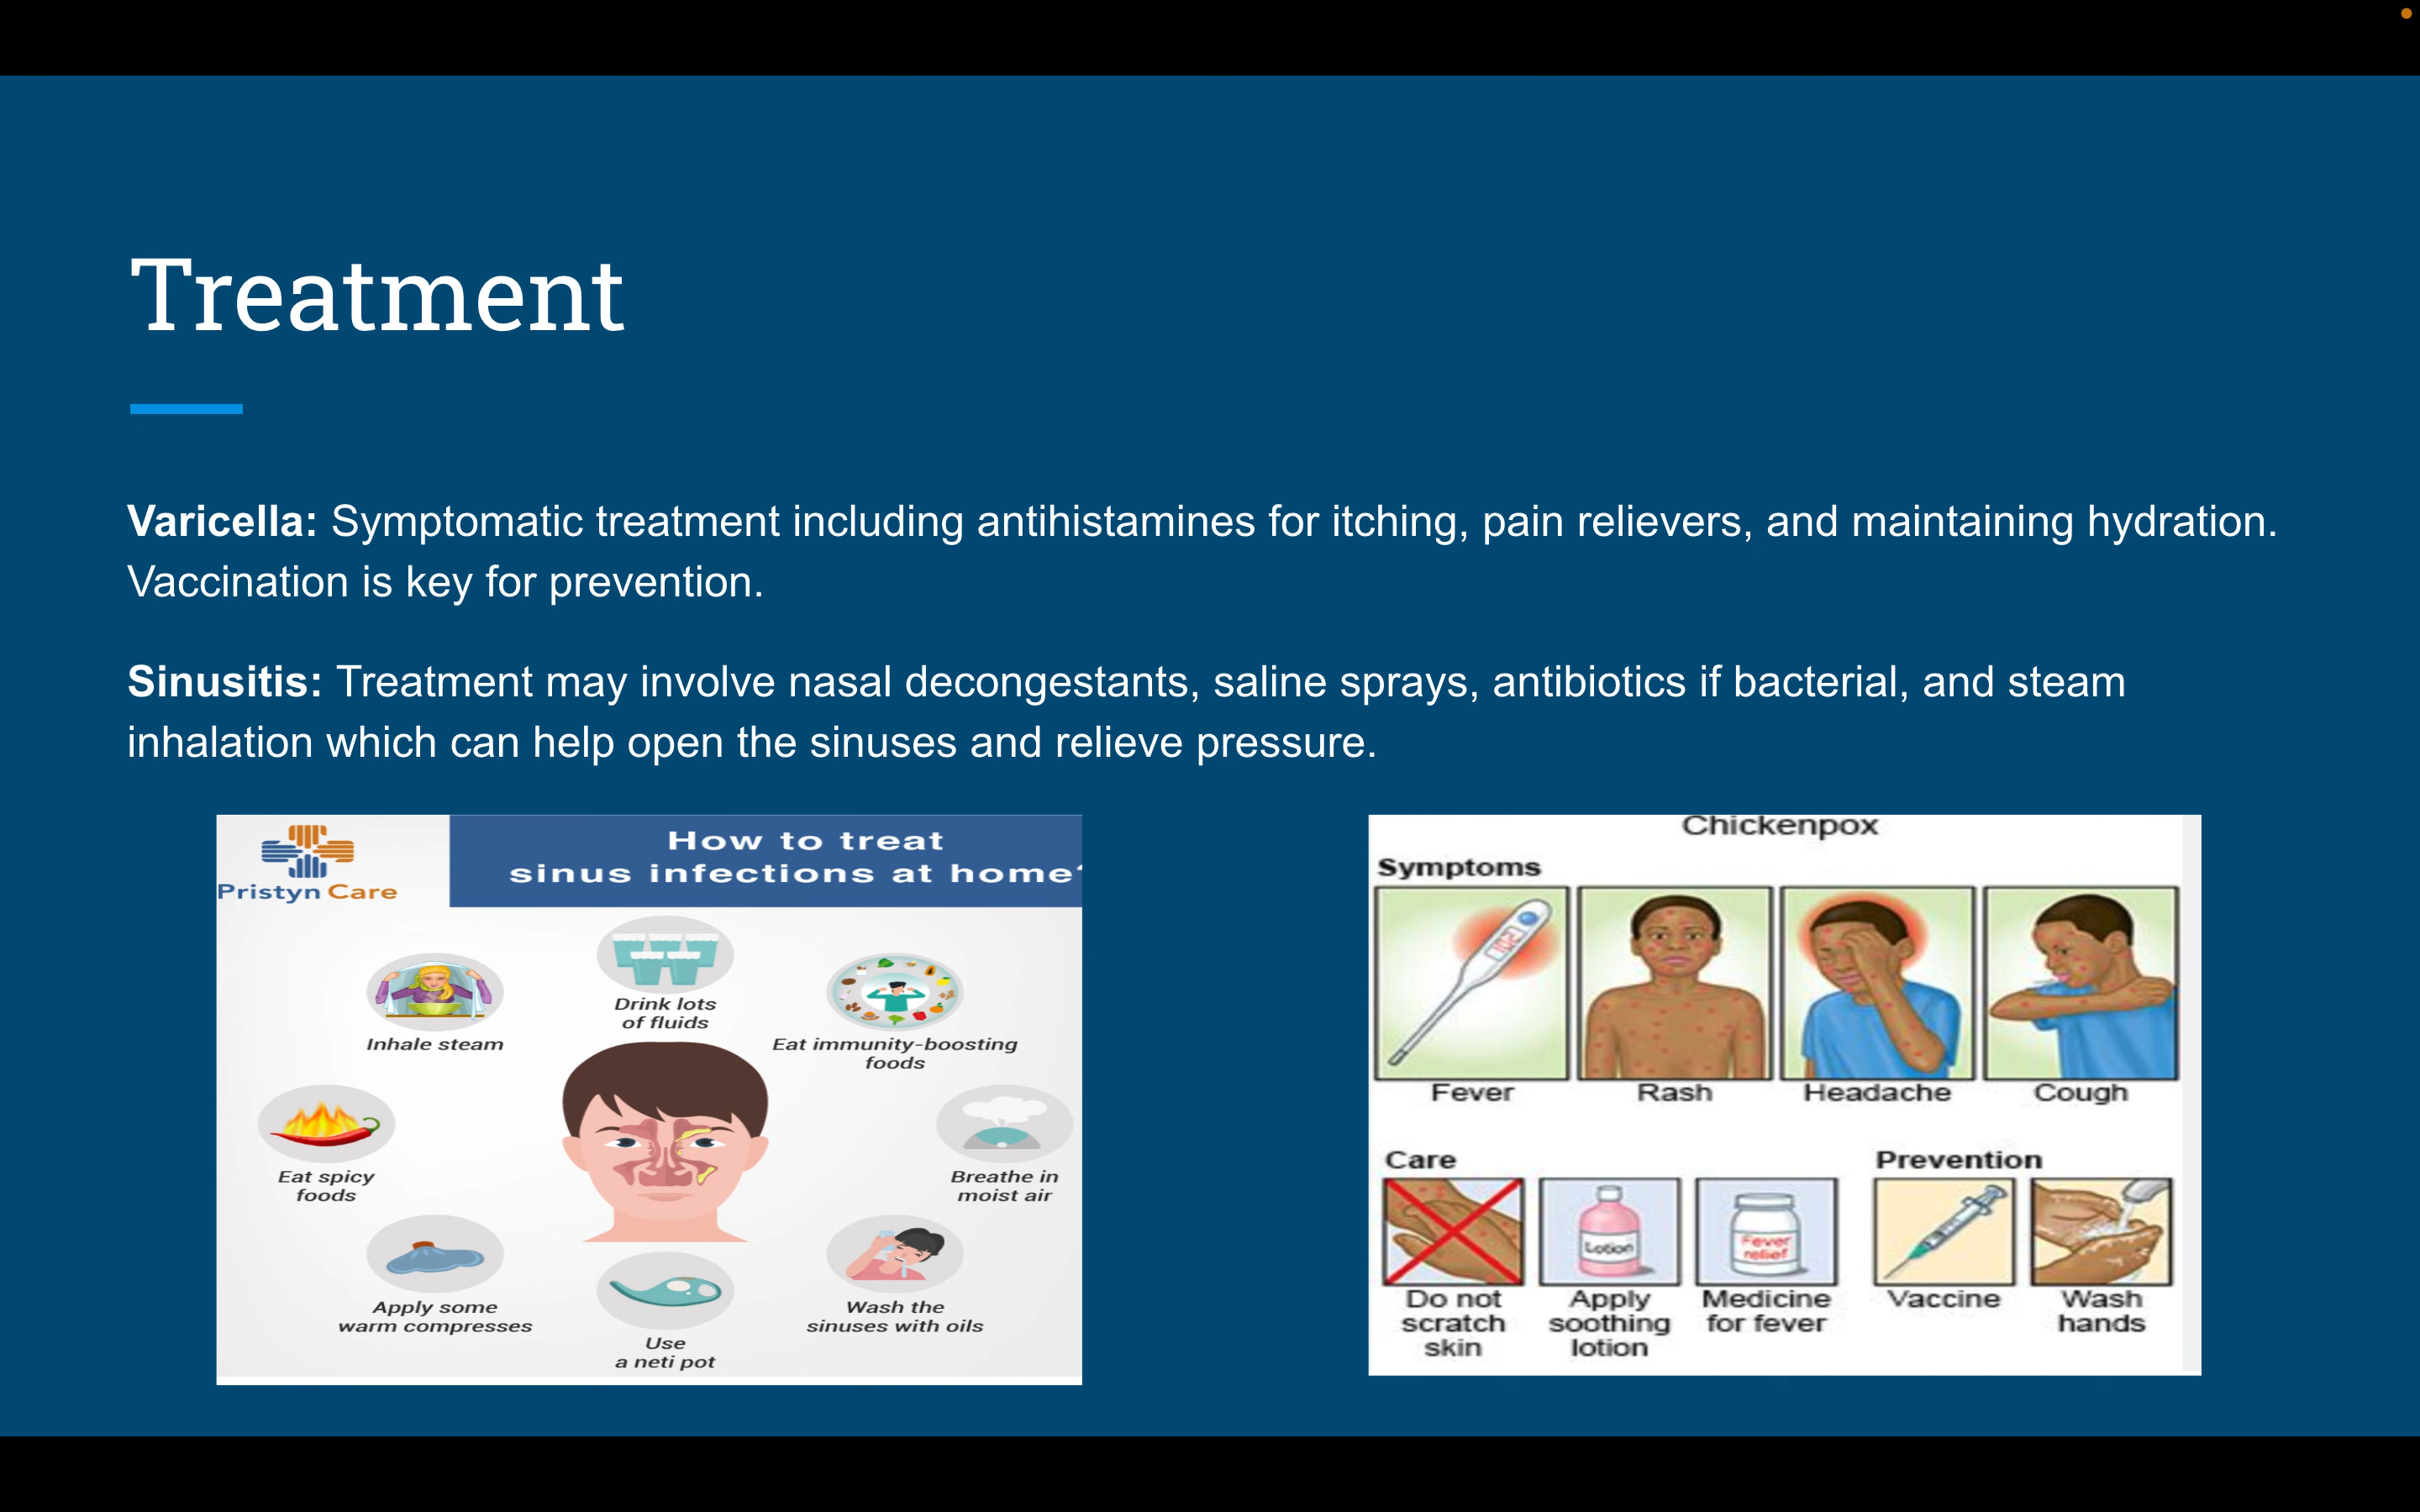 Treatment
Varicella: Symptomatic treatment including antihistamines for itching, pain relievers, and maintaining hydration.
Vaccination is key for prevention.
Sinusitis: Treatment may involve nasal decongestants, saline sprays, antibiotics if bacterial, and steam
inhalation which can help open the sinuses and relieve pressure.
Pristyn Care
How to treat
sinus infections at home?
Drink lots
of fluids
Inhale steam
Eat immunity-boosting
foods
Eat spicy
foods
Breathe in
moist air
Apply some
warm compresses
Wash the
sinuses with oils
Use
a neti pot
Chickenpox
Symptoms
102
Fever
Rash
Headache
Cough
Care
Prevention
Lotion
Fever
relief
Do not
scratch
skin
Apply
soothing
lotion
Medicine
for fever
Vaccine
Wash
hands